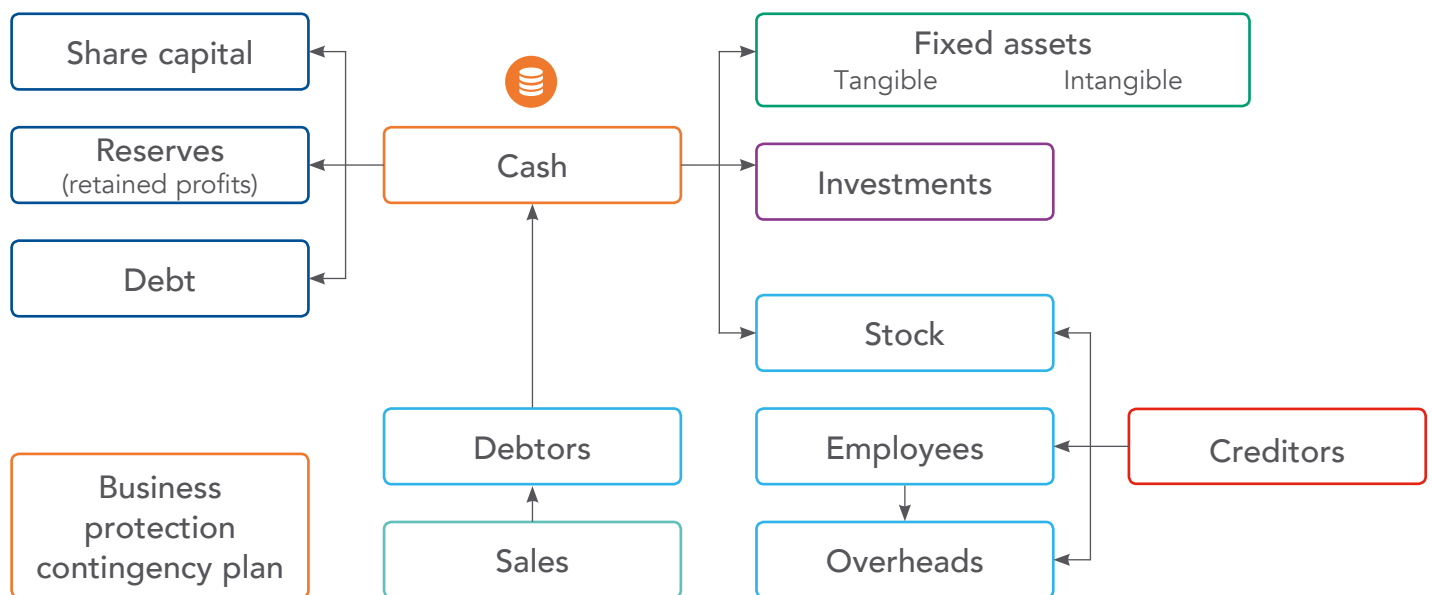 Share capital
Reserves
(retained profits)
Debt
Business
protection
contingency plan
Cash
Debtors
Sales
Fixed assets
Tangible Intangible
Investments
Stock
Employees
Overheads
Creditors